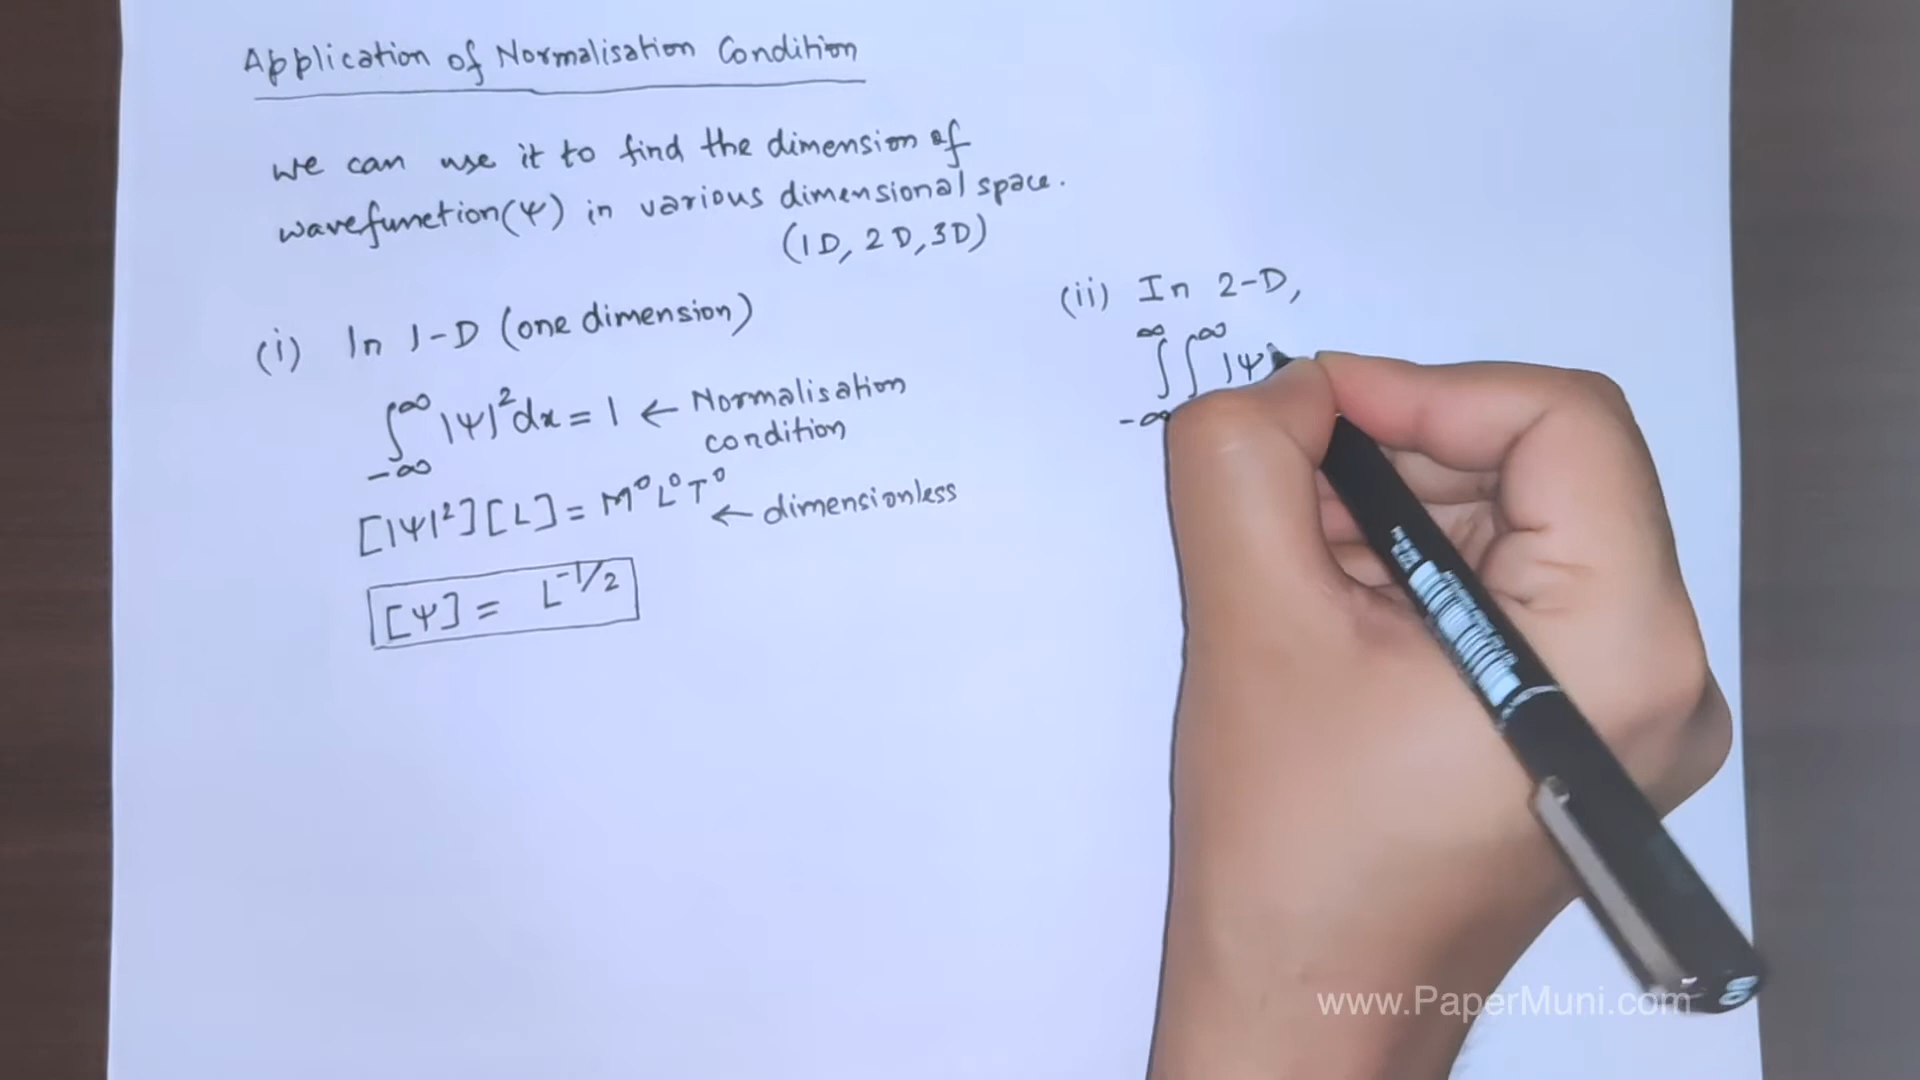 Application of Normalisation Condition
we can use it to find the dimension of
wavefunction(Ψ) in various dimensional space.
(1D, 2D, 3D)
(i) In 1-D (one dimension)
∫_{-∞}^{∞} |Ψ|² dx = 1 ← Normalisation
condition
[|Ψ|²][L] = M⁰L⁰T⁰
← dimensionless
[Ψ] = L^{-1/2}
(ii) In 2-D,
∞ ∞
∫∫ |Ψ|
-∞
www.PaperMuni.com